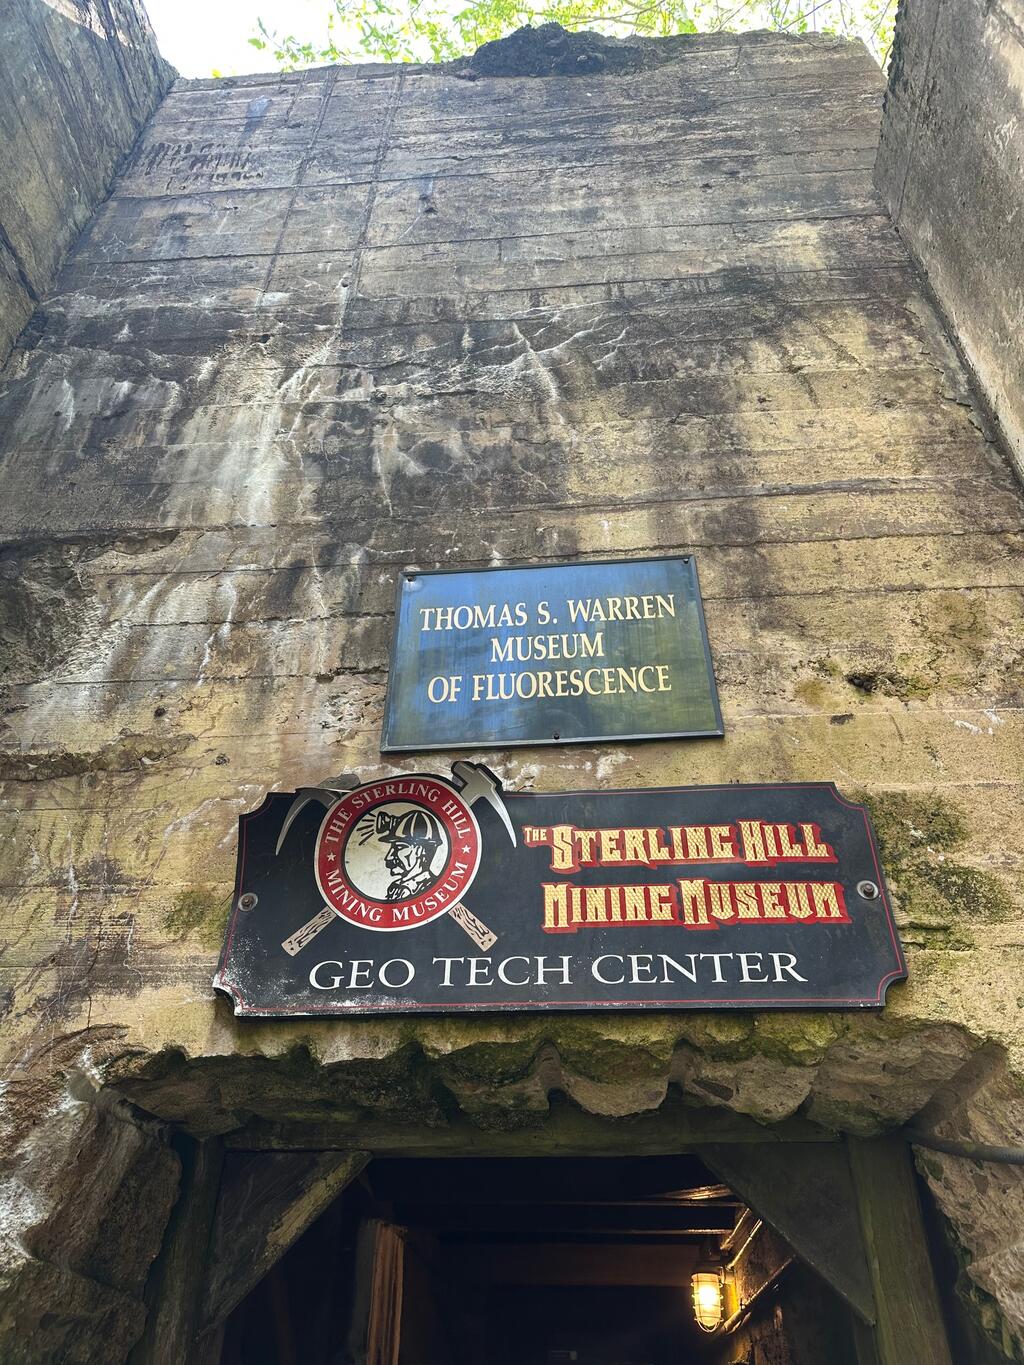 THOMAS S. WARREN
MUSEUM
OF FLUORESCENCE
THE STERLING HILL
MINING MUSEUM
THE STERLING HILL
MINING MUSEUM
GEO TECH CENTER